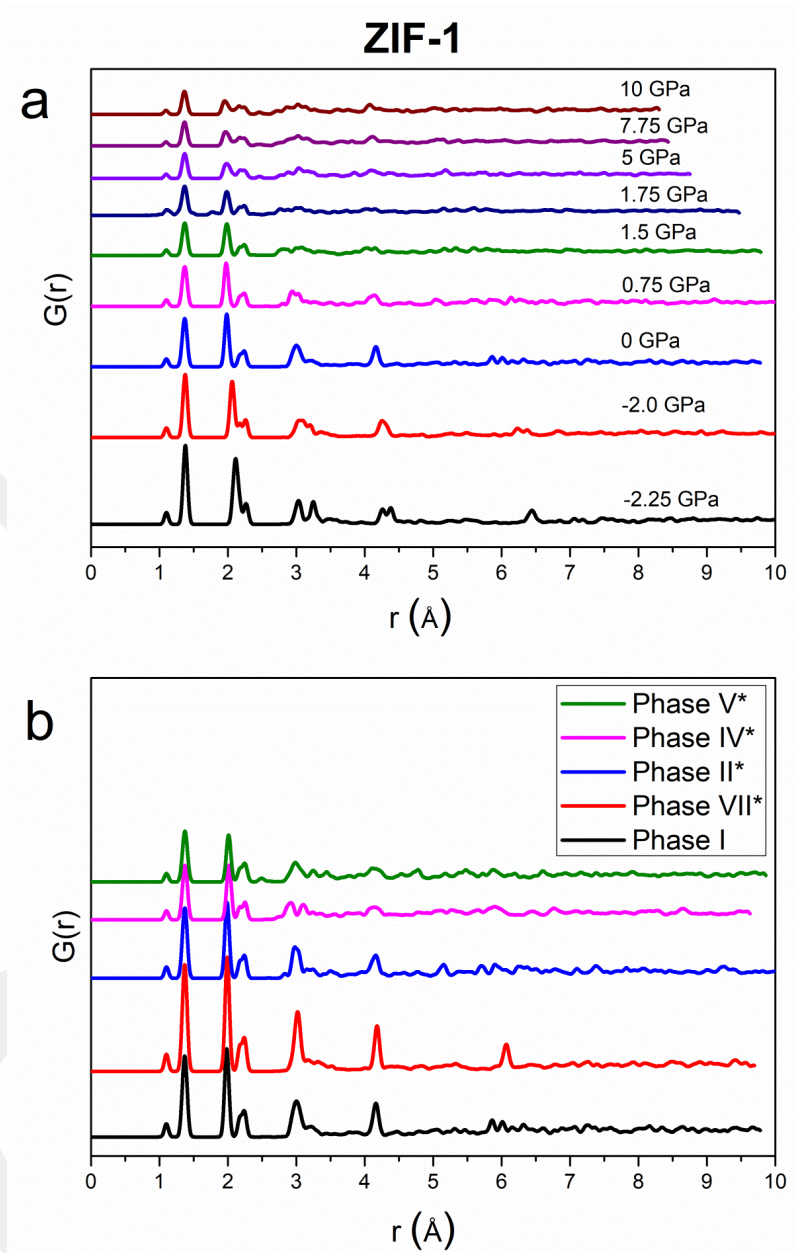 ZIF-1
a
10 GPa
7.75 GPa
5 GPa
1.75 GPa
1.5 GPa
0.75 GPa
0 GPa
-2.0 GPa
-2.25 GPa
G(r)
0 1 2 3 4 5 6 7 8 9 10
r (Å)
b
Phase V*
Phase IV*
Phase II*
Phase VII*
Phase I
G(r)
0 1 2 3 4 5 6 7 8 9 10
r (Å)